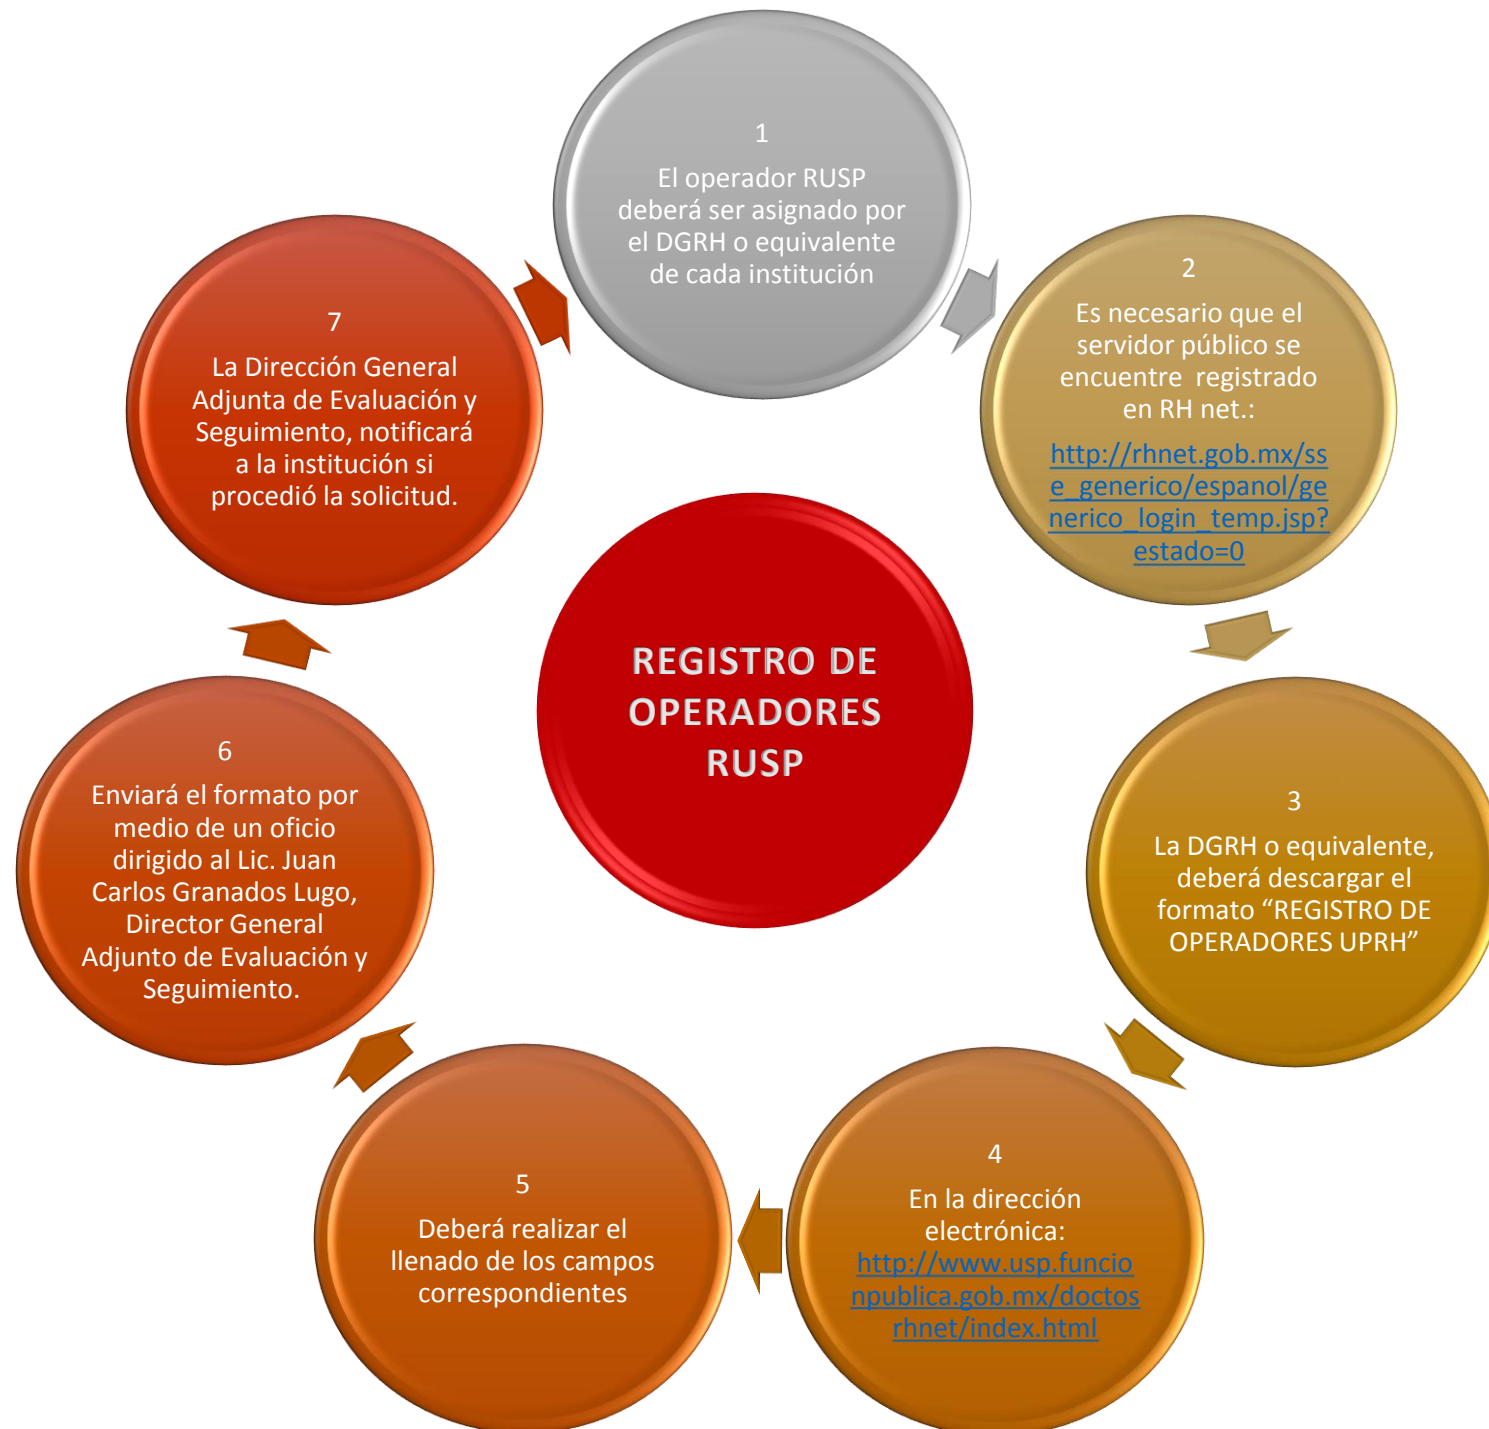 1
El operador RUSP
deberá ser asignado por
el DGRH o equivalente
de cada institución
2
Es necesario que el
servidor público se
encuentre registrado
en RH net.:
http://rhnet.gob.mx/ss
e_generico/espanol/ge
nerico_login_temp.jsp?
estado=0
3
La DGRH o equivalente,
deberá descargar el
formato “REGISTRO DE
OPERADORES UPRH”
4
En la dirección
electrónica:
http://www.usp.funcio
npublica.gob.mx/doctos
rhnet/index.html
5
Deberá realizar el
llenado de los campos
correspondientes
6
Enviará el formato por
medio de un oficio
dirigido al Lic. Juan
Carlos Granados Lugo,
Director General
Adjunto de Evaluación y
Seguimiento.
7
La Dirección General
Adjunta de Evaluación y
Seguimiento, notificará
a la institución si
procedió la solicitud.
REGISTRO DE
OPERADORES
RUSP